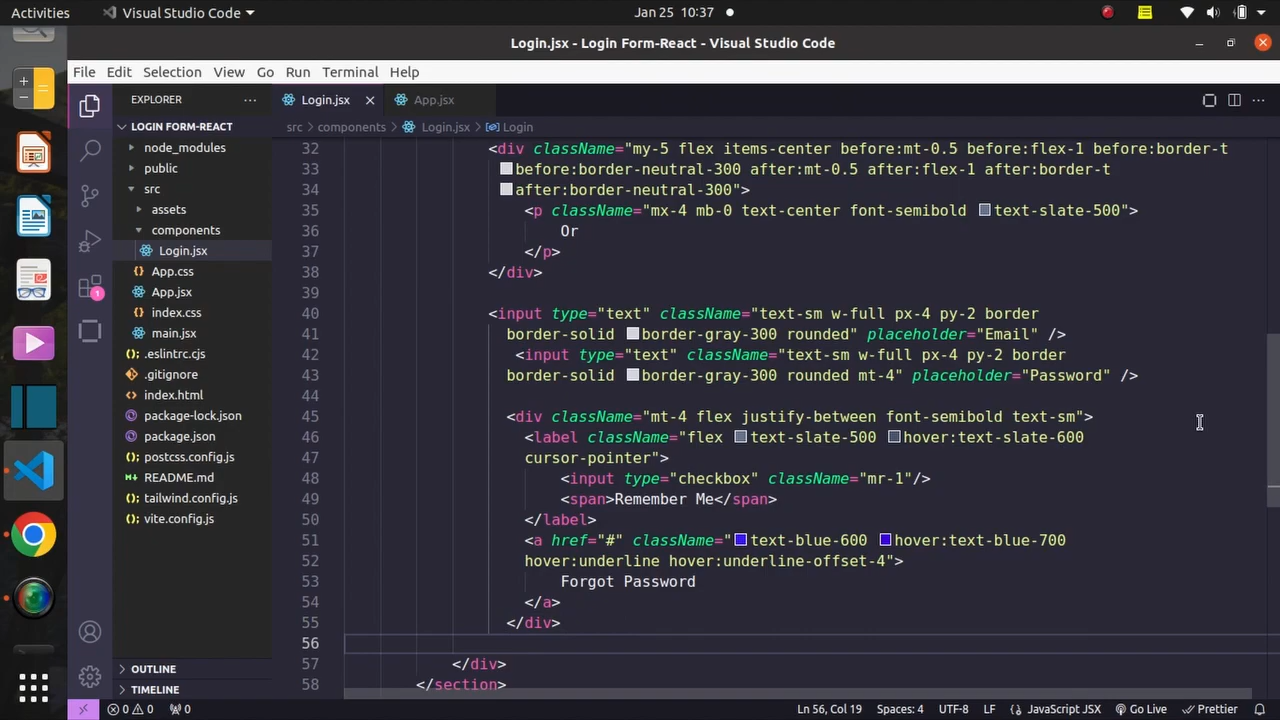 Activities
Visual Studio Code
Jan 25 10:37
Login.jsx - Login Form-React - Visual Studio Code
File Edit Selection View Go Run Terminal Help
EXPLORER
Login.jsx
App.jsx
LOGIN FORM-REACT
src components Login.jsx Login
node_modules
public
src
assets
components
Login.jsx
App.css
App.jsx
index.css
main.jsx
.eslintrc.cjs
.gitignore
index.html
package-lock.json
package.json
postcss.config.js
README.md
tailwind.config.js
vite.config.js
OUTLINE
TIMELINE
1
32 <div className="my-5 flex items-center before:mt-0.5 before:flex-1 before:border-t
33 before:border-neutral-300 after:mt-0.5 after:flex-1 after:border-t
34 after:border-neutral-300">
35 <p className="mx-4 mb-0 text-center font-semibold text-slate-500">
36 Or
37 </p>
38 </div>
39
40 <input type="text" className="text-sm w-full px-4 py-2 border
41 border-solid border-gray-300 rounded" placeholder="Email" />
42 <input type="text" className="text-sm w-full px-4 py-2 border
43 border-solid border-gray-300 rounded mt-4" placeholder="Password" />
44
45 <div className="mt-4 flex justify-between font-semibold text-sm">
46 <label className="flex text-slate-500 hover:text-slate-600
47 cursor-pointer">
48 <input type="checkbox" className="mr-1"/>
49 <span>Remember Me</span>
50 </label>
51 <a href="#" className="text-blue-600 hover:text-blue-700
52 hover:underline hover:underline-offset-4">
53 Forgot Password
54 </a>
55 </div>
56
57 </div>
58 </section>
0 0 0
Ln 56, Col 19 Spaces: 4 UTF-8 LF JavaScript JSX Go Live Prettier